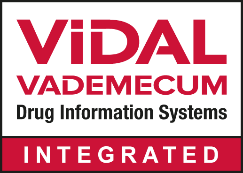 ViDAL
VADEMECUM
Drug Information Systems
INTEGRATED